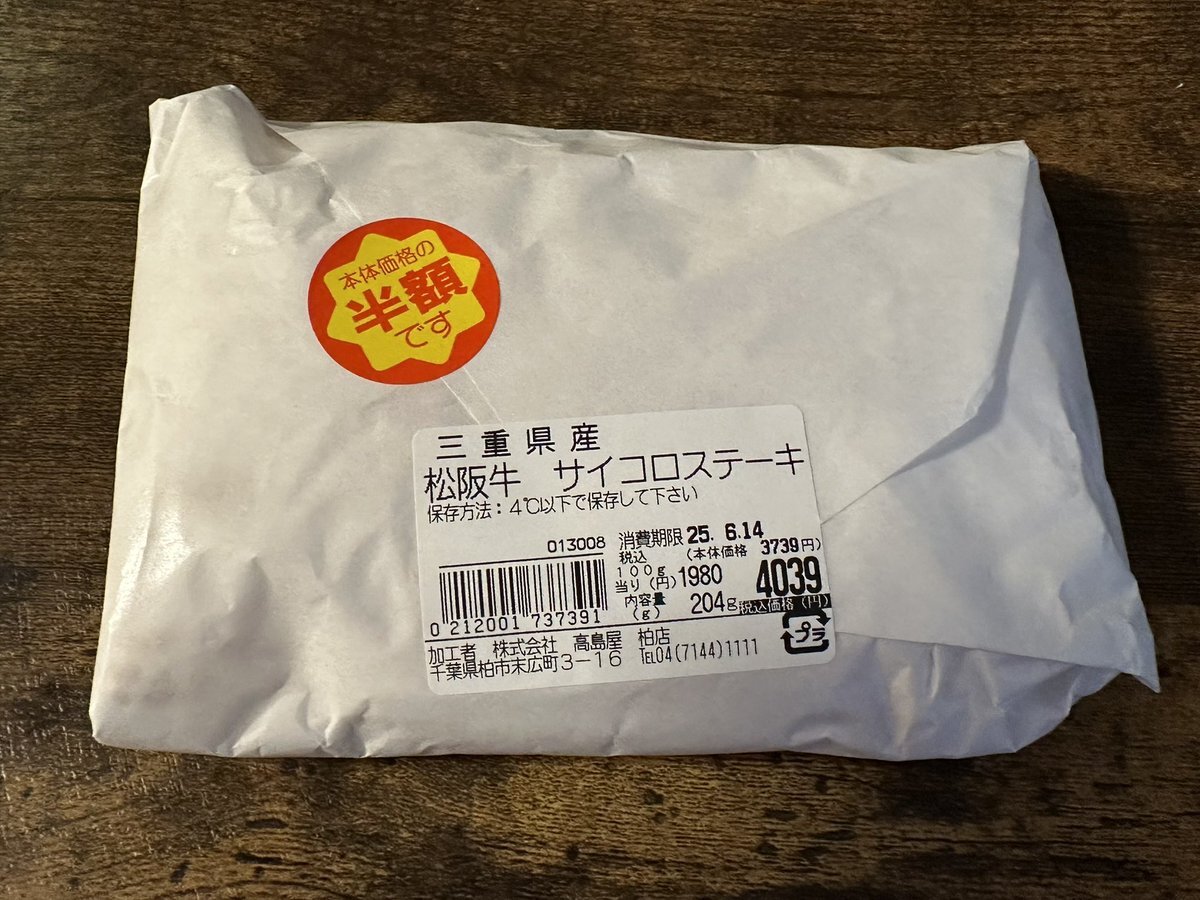 本体価格の
半額
です
三重県産
松阪牛 サイコロステーキ
保存方法：4℃以下で保存して下さい
013008
消費期限 25. 6.14
税込 (本体価格 3739円)
100g
当り(円) 1980 4039
内容量
(g) 204g 税込価格(円)
0 212001 737391
プラ
加工者 株式会社 高島屋 柏店
千葉県柏市末広町3-16 TEL04(7144)1111